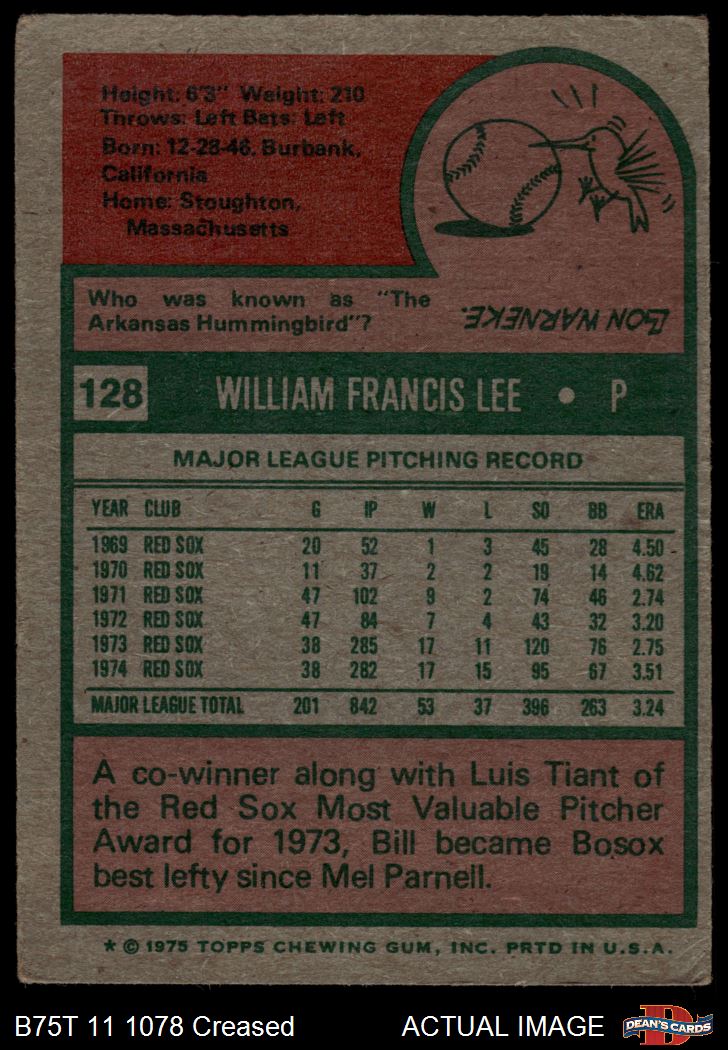 Height: 6'3" Weight: 210
Throws: Left Bats: Left
Born: 12-28-46, Burbank,
California
Home: Stoughton,
Massachusetts
Who was known as "The
Arkansas Hummingbird"?
LON WARNEKE.
128 WILLIAM FRANCIS LEE • P
MAJOR LEAGUE PITCHING RECORD
YEAR CLUB G IP W L SO BB ERA
1969 RED SOX 20 52 1 3 45 28 4.50
1970 RED SOX 11 37 2 2 19 14 4.62
1971 RED SOX 47 102 9 2 74 46 2.74
1972 RED SOX 47 84 7 4 43 32 3.20
1973 RED SOX 38 285 17 11 120 76 2.75
1974 RED SOX 38 282 17 15 95 67 3.51
MAJOR LEAGUE TOTAL 201 842 53 37 396 263 3.24
A co-winner along with Luis Tiant of
the Red Sox Most Valuable Pitcher
Award for 1973, Bill became Bosox
best lefty since Mel Parnell.
* © 1975 TOPPS CHEWING GUM, INC. PRTD IN U.S.A.
B75T 11 1078 Creased ACTUAL IMAGE
DEAN'S CARDS